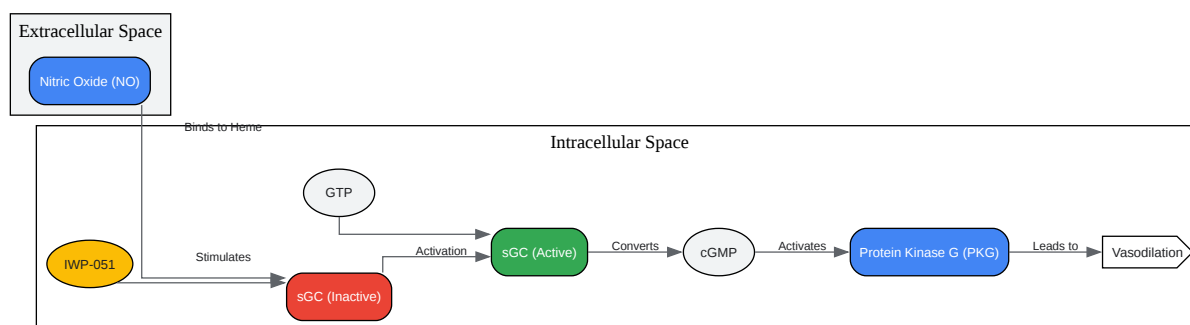 Extracellular Space
Nitric Oxide (NO)
Binds to Heme
Intracellular Space
GTP
IWP-051
Stimulates
sGC (Inactive)
Activation
sGC (Active)
Converts
cGMP
Activates
Protein Kinase G (PKG)
Leads to
Vasodilation